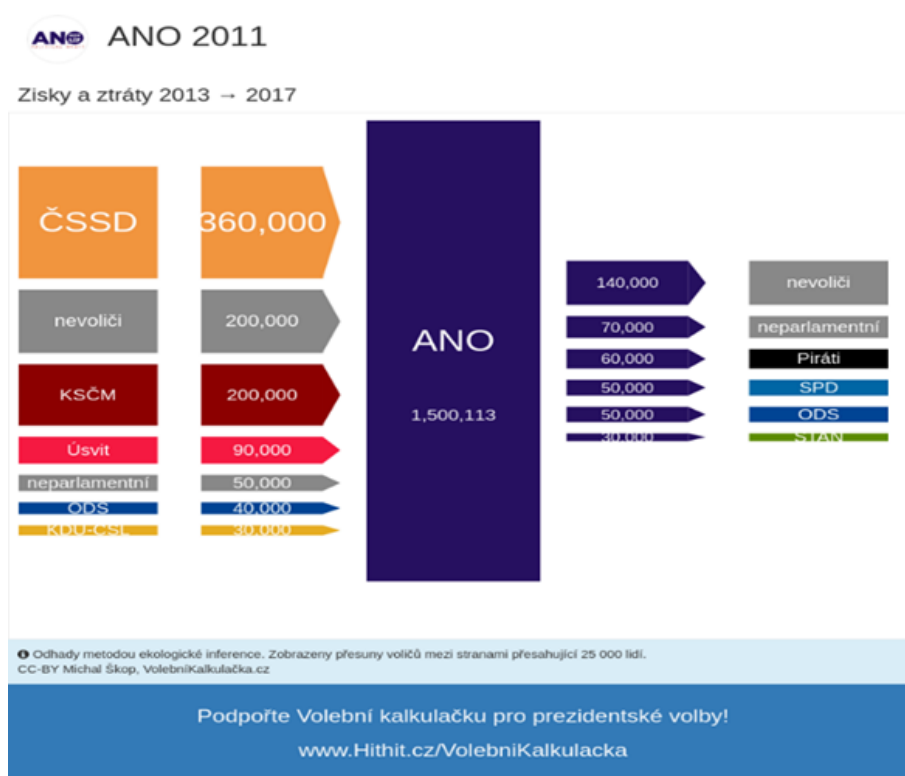 ANO ANO 2011
Zisky a ztráty 2013 → 2017
ČSSD 360,000
nevoliči 200,000
KSČM 200,000
Úsvit 90,000
neparlamentní 50,000
ODS 40,000
KDU-ČSL 30,000
ANO
1,500,113
140,000 nevoliči
70,000 neparlamentní
60,000 Piráti
50,000 SPD
50,000 ODS
30,000 STAN
Odhady metodou ekologické inference. Zobrazeny přesuny voličů mezi stranami přesahující 25 000 lidí.
CC-BY Michal Škop, VolebníKalkulačka.cz
Podpořte Volební kalkulačku pro prezidentské volby!
www.Hithit.cz/VolebniKalkulacka